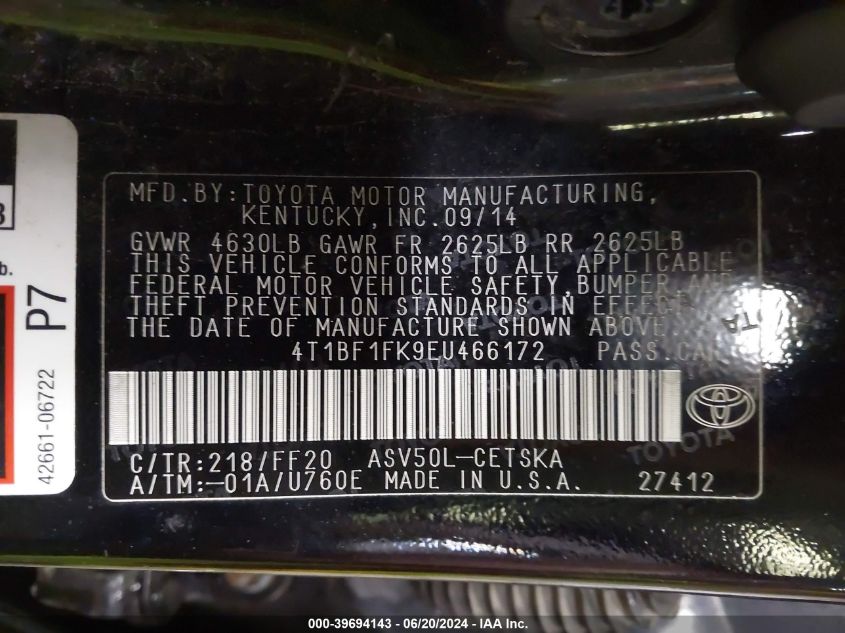 MFD. BY: TOYOTA MOTOR MANUFACTURING,
KENTUCKY, INC. 09/14
GVWR 4630LB GAWR FR 2625LB RR 2625LB
THIS VEHICLE CONFORMS TO ALL APPLICABLE
FEDERAL MOTOR VEHICLE SAFETY, BUMPER, AND
THEFT PREVENTION STANDARDS IN EFFECT
THE DATE OF MANUFACTURE SHOWN ABOVE.
4T1BF1FK9EU466172 PASS. CAR
C/TR: 218/FF20 ASV50L-CETSKA
A/TM: -01A/U760E MADE IN U.S.A. 27412
TOYOTA
TOYOTA
P7
42661-06722
000-39694143 - 06/20/2024 - IAA Inc.